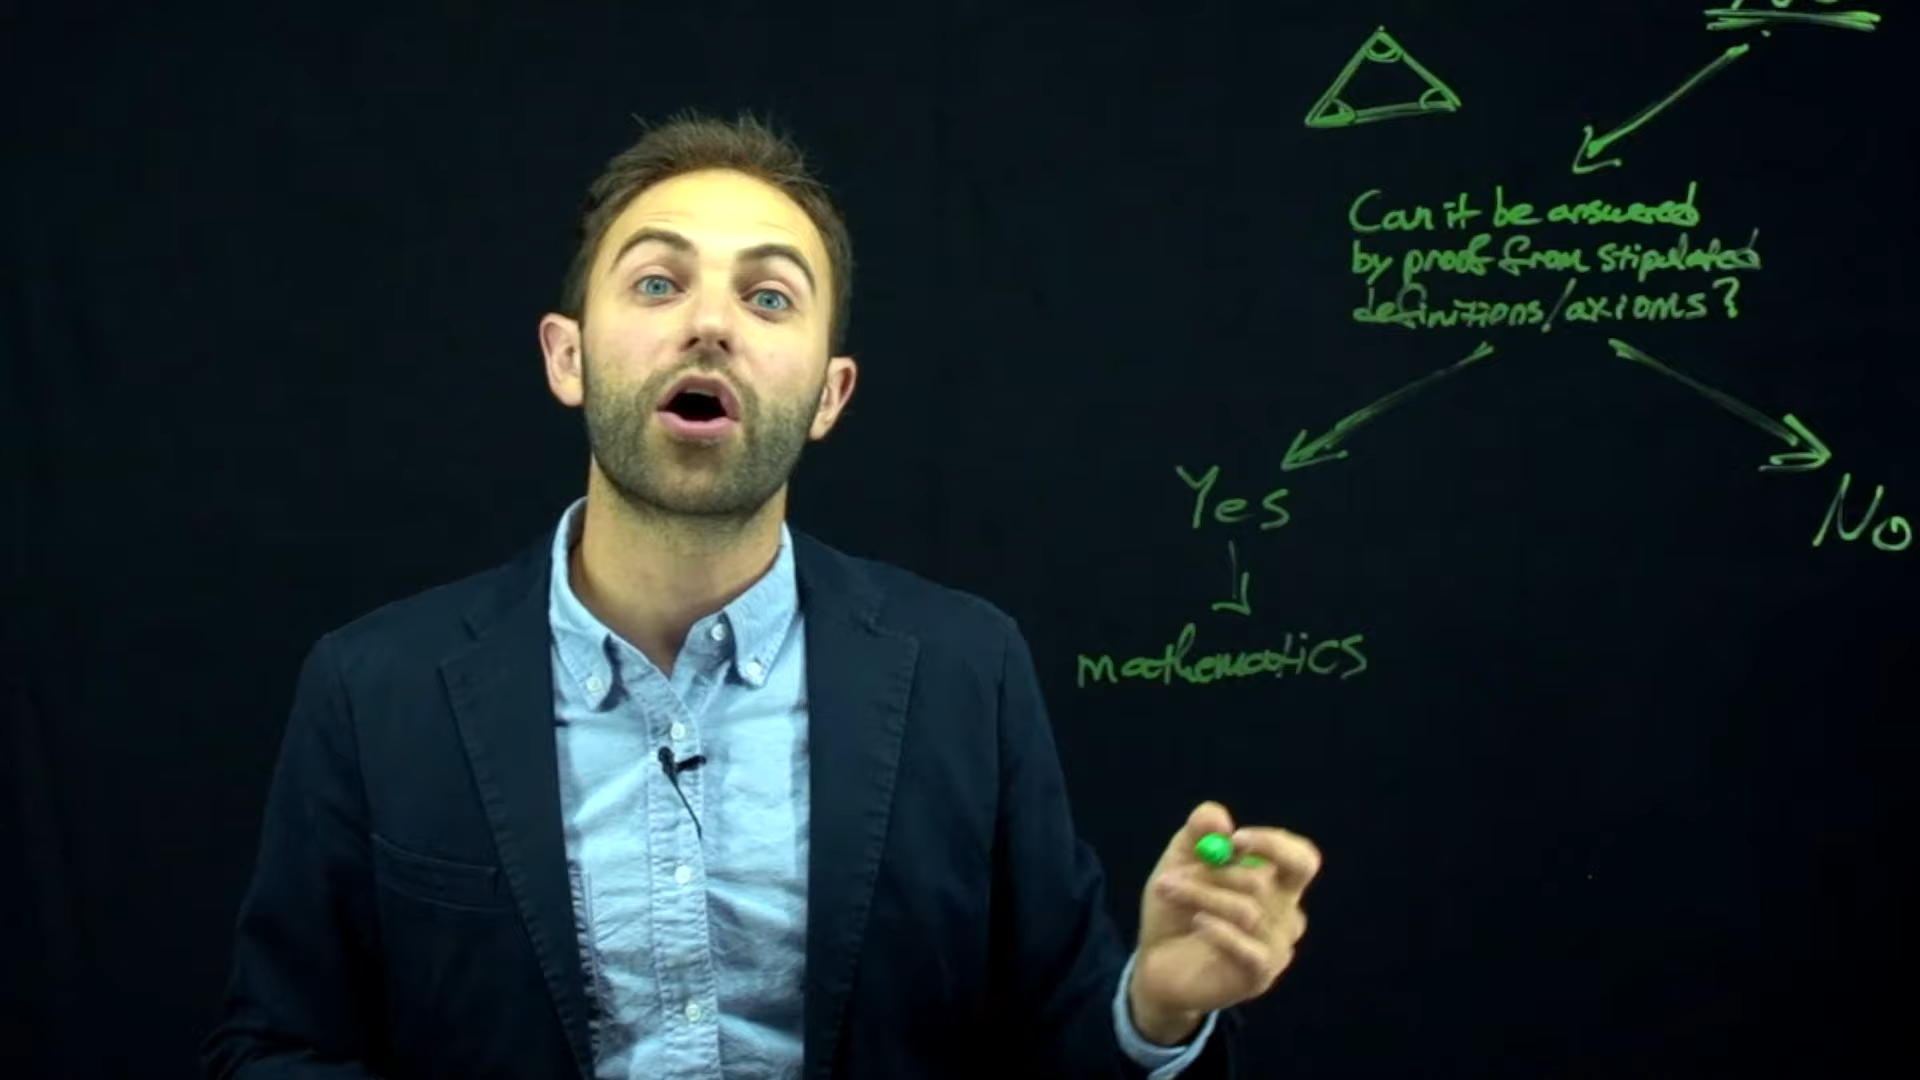 Can it be answered
by proof from stipulated
definitions/axioms?
Yes
No
mathematics